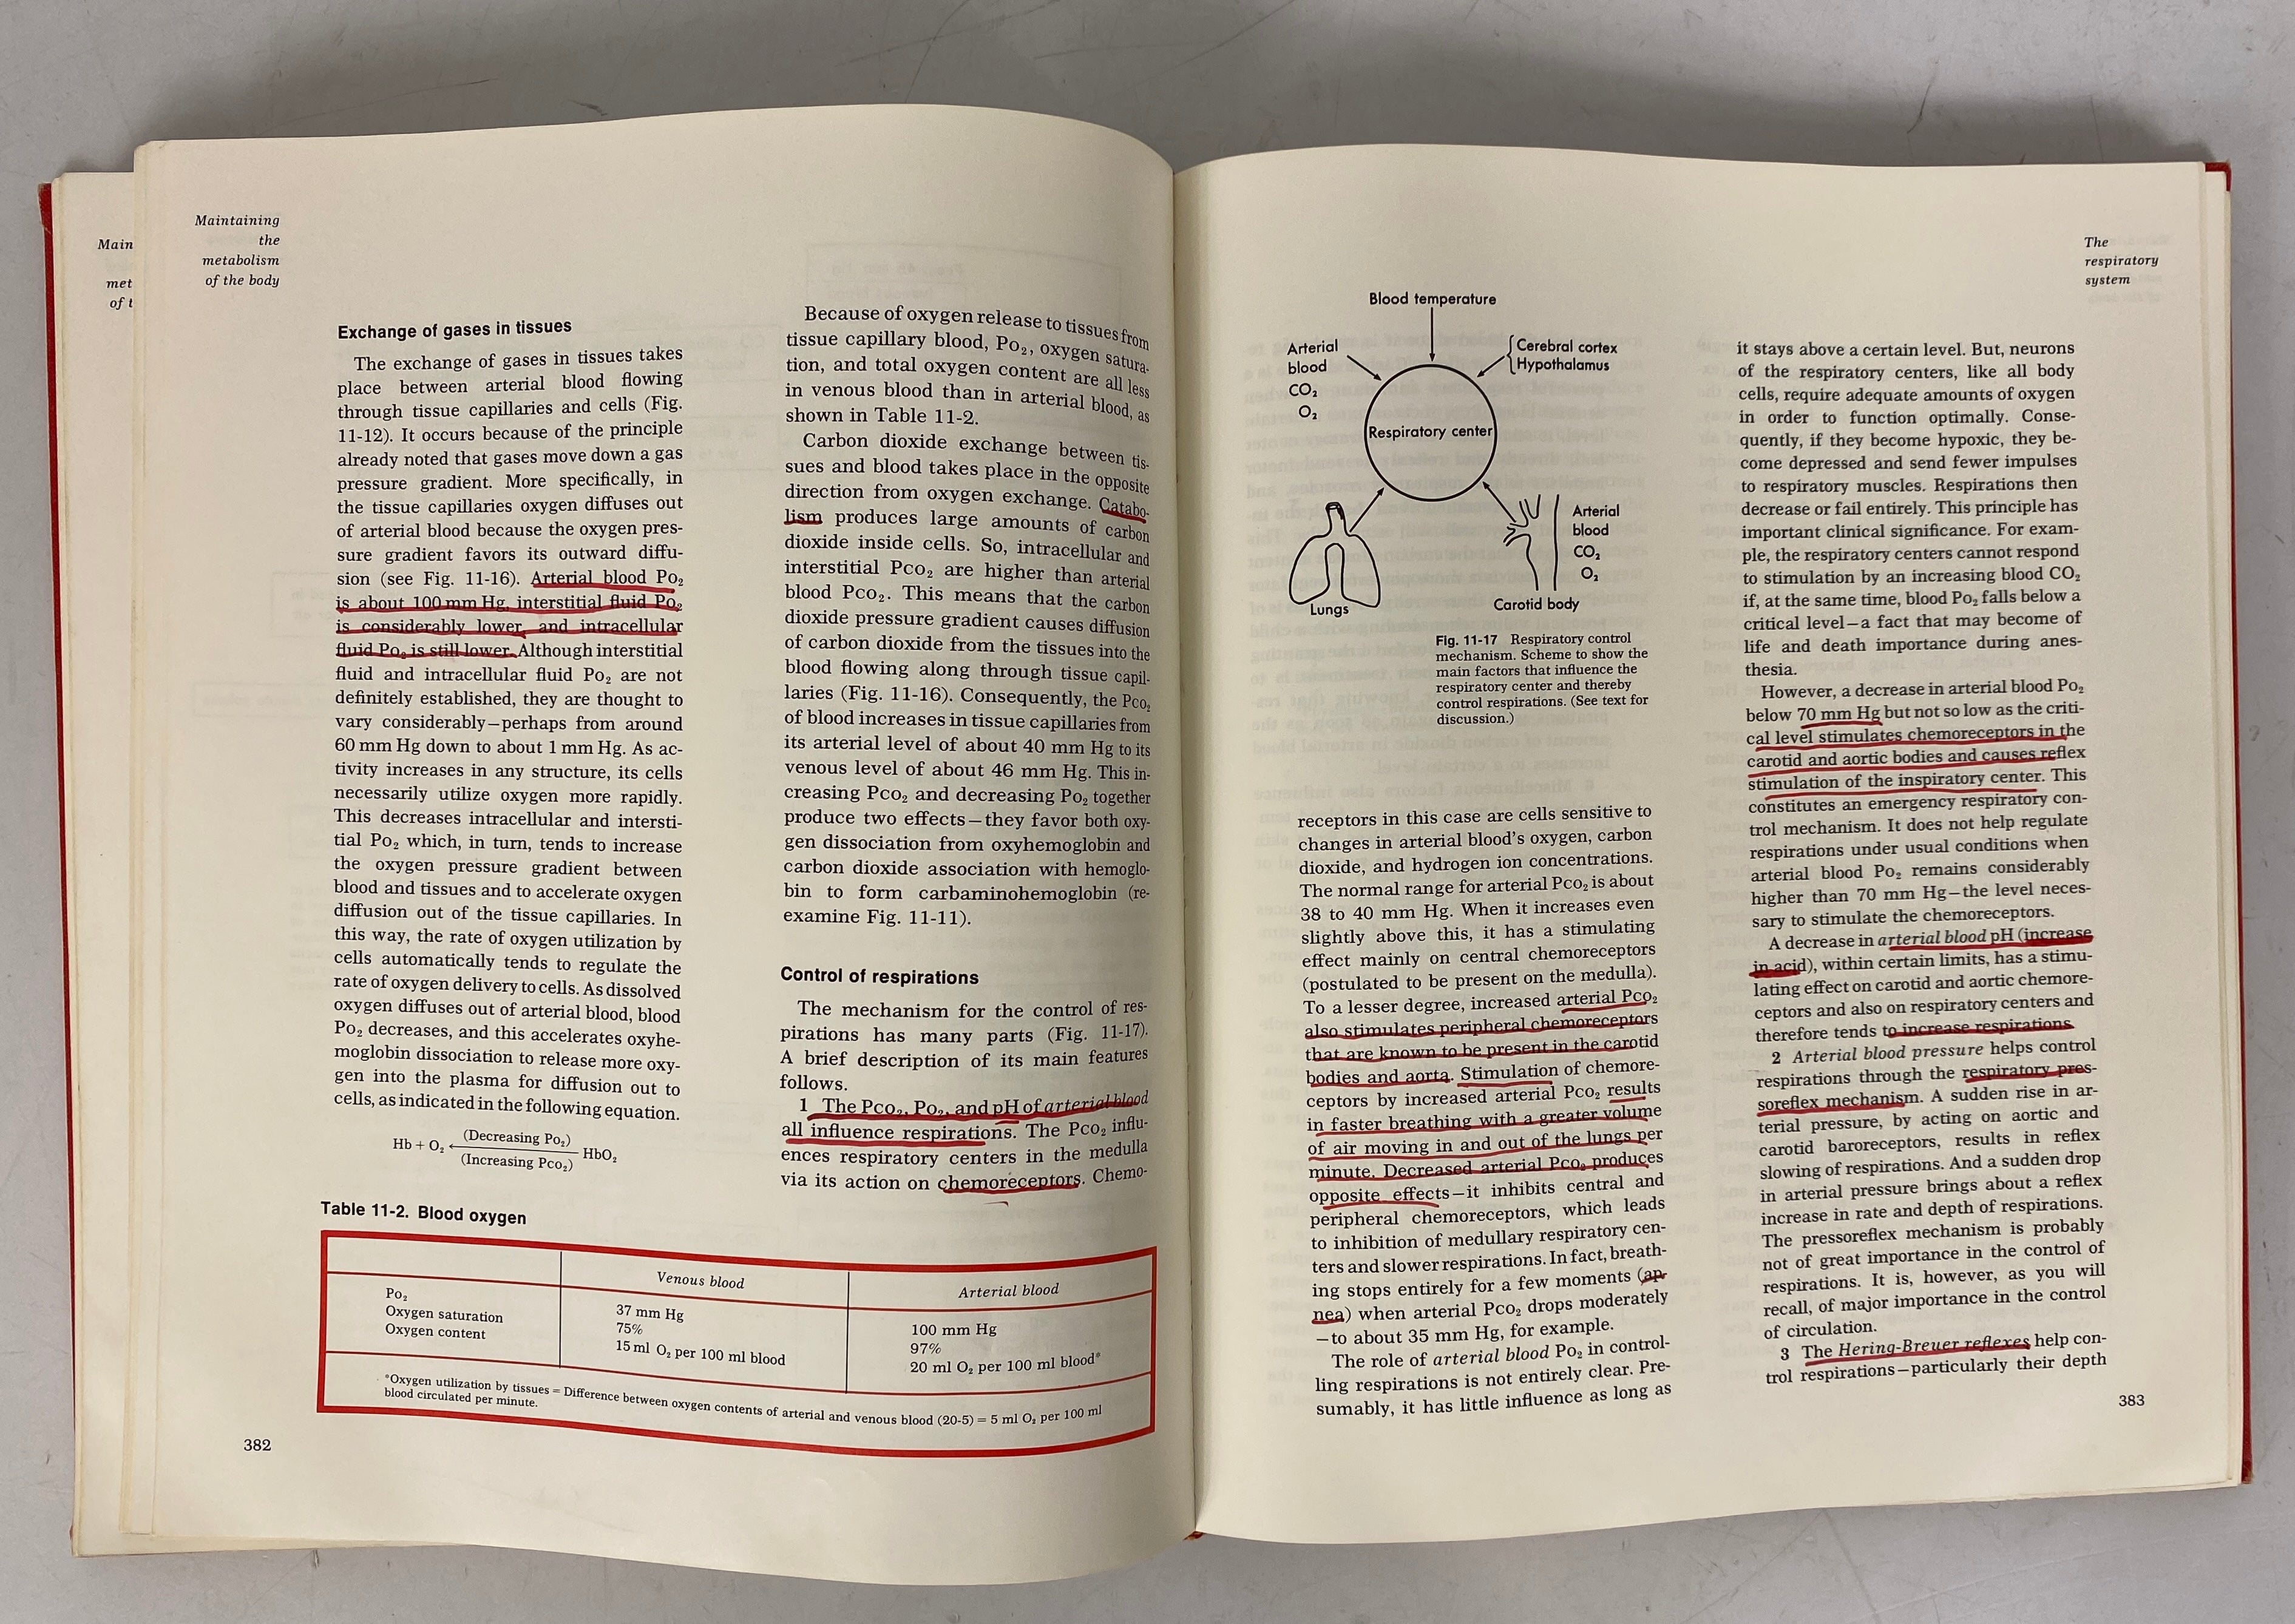 Main
met
of t
Maintaining
the
metabolism
of the body
Exchange of gases in tissues
The exchange of gases in tissues takes
place between arterial blood flowing
through tissue capillaries and cells (Fig.
11-12). It occurs because of the principle
already noted that gases move down a gas
pressure gradient. More specifically, in
the tissue capillaries oxygen diffuses out
of arterial blood because the oxygen pres-
sure gradient favors its outward diffu-
sion (see Fig. 11-16). Arterial blood Po₂
is about 100 mm Hg, interstitial fluid Po₂
is considerably lower, and intracellular
fluid Po₂ is still lower. Although interstitial
fluid and intracellular fluid Po₂ are not
definitely established, they are thought to
vary considerably—perhaps from around
60 mm Hg down to about 1 mm Hg. As ac-
tivity increases in any structure, its cells
necessarily utilize oxygen more rapidly.
This decreases intracellular and intersti-
tial Po₂ which, in turn, tends to increase
the oxygen pressure gradient between
blood and tissues and to accelerate oxygen
diffusion out of the tissue capillaries. In
this way, the rate of oxygen utilization by
cells automatically tends to regulate the
rate of oxygen delivery to cells. As dissolved
oxygen diffuses out of arterial blood, blood
Po₂ decreases, and this accelerates oxyhe-
moglobin dissociation to release more oxy-
gen into the plasma for diffusion out to
cells, as indicated in the following equation.
(Decreasing Po₂)
Hb + O₂ ← HbO₂
(Increasing Pco₂)
Because of oxygen release to tissues from
tissue capillary blood, Po₂, oxygen satura-
tion, and total oxygen content are all less
in venous blood than in arterial blood, as
shown in Table 11-2.
Carbon dioxide exchange between tis-
sues and blood takes place in the opposite
direction from oxygen exchange. Catabo-
lism produces large amounts of carbon
dioxide inside cells. So, intracellular and
interstitial Pco₂ are higher than arterial
blood Pco₂. This means that the carbon
dioxide pressure gradient causes diffusion
of carbon dioxide from the tissues into the
blood flowing along through tissue capil-
laries (Fig. 11-16). Consequently, the Pco₂
of blood increases in tissue capillaries from
its arterial level of about 40 mm Hg to its
venous level of about 46 mm Hg. This in-
creasing Pco₂ and decreasing Po₂ together
produce two effects—they favor both oxy-
gen dissociation from oxyhemoglobin and
carbon dioxide association with hemoglo-
bin to form carbaminohemoglobin (re-
examine Fig. 11-11).
Control of respirations
The mechanism for the control of res-
pirations has many parts (Fig. 11-17).
A brief description of its main features
follows.
1 The Pco₂, Po₂, and pH of arterial blood
all influence respirations. The Pco₂ influ-
ences respiratory centers in the medulla
via its action on chemoreceptors. Chemo-
Table 11-2. Blood oxygen
Venous blood Arterial blood
Po₂ 37 mm Hg 100 mm Hg
Oxygen saturation 75% 97%
Oxygen content 15 ml O₂ per 100 ml blood 20 ml O₂ per 100 ml blood*
*Oxygen utilization by tissues = Difference between oxygen contents of arterial and venous blood (20-5) = 5 ml O₂ per 100 ml
blood circulated per minute.
382
The
respiratory
system
Blood temperature
Arterial
blood
CO₂
O₂
Cerebral cortex
Hypothalamus
Respiratory center
Arterial
blood
CO₂
O₂
Lungs
Carotid body
Fig. 11-17 Respiratory control
mechanism. Scheme to show the
main factors that influence the
respiratory center and thereby
control respirations. (See text for
discussion.)
receptors in this case are cells sensitive to
changes in arterial blood's oxygen, carbon
dioxide, and hydrogen ion concentrations.
The normal range for arterial Pco₂ is about
38 to 40 mm Hg. When it increases even
slightly above this, it has a stimulating
effect mainly on central chemoreceptors
(postulated to be present on the medulla).
To a lesser degree, increased arterial Pco₂
also stimulates peripheral chemoreceptors
that are known to be present in the carotid
bodies and aorta. Stimulation of chemore-
ceptors by increased arterial Pco₂ results
in faster breathing with a greater volume
of air moving in and out of the lungs per
minute. Decreased arterial Pco₂ produces
opposite effects—it inhibits central and
peripheral chemoreceptors, which leads
to inhibition of medullary respiratory cen-
ters and slower respirations. In fact, breath-
ing stops entirely for a few moments (ap-
nea) when arterial Pco₂ drops moderately
—to about 35 mm Hg, for example.
The role of arterial blood Po₂ in control-
ling respirations is not entirely clear. Pre-
sumably, it has little influence as long as
it stays above a certain level. But, neurons
of the respiratory centers, like all body
cells, require adequate amounts of oxygen
in order to function optimally. Conse-
quently, if they become hypoxic, they be-
come depressed and send fewer impulses
to respiratory muscles. Respirations then
decrease or fail entirely. This principle has
important clinical significance. For exam-
ple, the respiratory centers cannot respond
to stimulation by an increasing blood CO₂
if, at the same time, blood Po₂ falls below a
critical level—a fact that may become of
life and death importance during anes-
thesia.
However, a decrease in arterial blood Po₂
below 70 mm Hg but not so low as the criti-
cal level stimulates chemoreceptors in the
carotid and aortic bodies and causes reflex
stimulation of the inspiratory center. This
constitutes an emergency respiratory con-
trol mechanism. It does not help regulate
respirations under usual conditions when
arterial blood Po₂ remains considerably
higher than 70 mm Hg—the level neces-
sary to stimulate the chemoreceptors.
A decrease in arterial blood pH (increase
in acid), within certain limits, has a stimu-
lating effect on carotid and aortic chemore-
ceptors and also on respiratory centers and
therefore tends to increase respirations.
2 Arterial blood pressure helps control
respirations through the respiratory pres-
soreflex mechanism. A sudden rise in ar-
terial pressure, by acting on aortic and
carotid baroreceptors, results in reflex
slowing of respirations. And a sudden drop
in arterial pressure brings about a reflex
increase in rate and depth of respirations.
The pressoreflex mechanism is probably
not of great importance in the control of
respirations. It is, however, as you will
recall, of major importance in the control
of circulation.
3 The Hering-Breuer reflexes help con-
trol respirations—particularly their depth
383